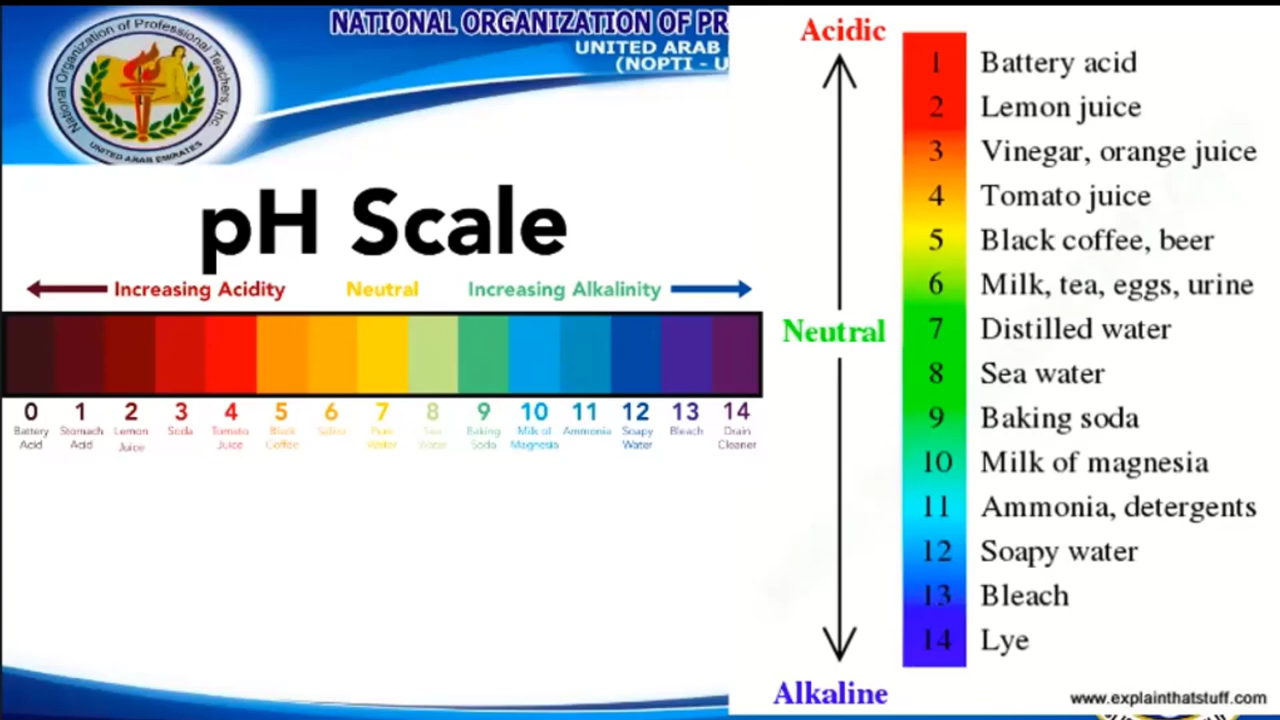 National Organization of Professional Teachers, Inc
UNITED ARAB EMIRATES
NATIONAL ORGANIZATION OF PR
UNITED ARAB
(NOPTI - U
pH Scale
Increasing Acidity Neutral Increasing Alkalinity
0 1 2 3 4 5 6 7 8 9 10 11 12 13 14
Battery Acid
Stomach Acid
Lemon Juice
Soda
Tomato Juice
Black Coffee
Pure Water
Sea Water
Baking Soda
Milk of Magnesia
Ammonia
Soapy Water
Bleach
Drain Cleaner
Acidic
Neutral
Alkaline
1 Battery acid
2 Lemon juice
3 Vinegar, orange juice
4 Tomato juice
5 Black coffee, beer
6 Milk, tea, eggs, urine
7 Distilled water
8 Sea water
9 Baking soda
10 Milk of magnesia
11 Ammonia, detergents
12 Soapy water
13 Bleach
14 Lye
www.explainthatstuff.com